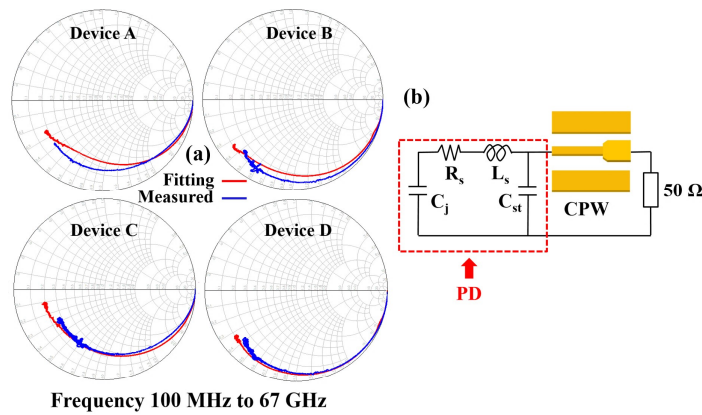 Device A
Device B
(a)
Fitting
Measured
Device C
Device D
Frequency 100 MHz to 67 GHz
(b)
Rs
Ls
Cj
Cst
CPW
50 Ω
PD